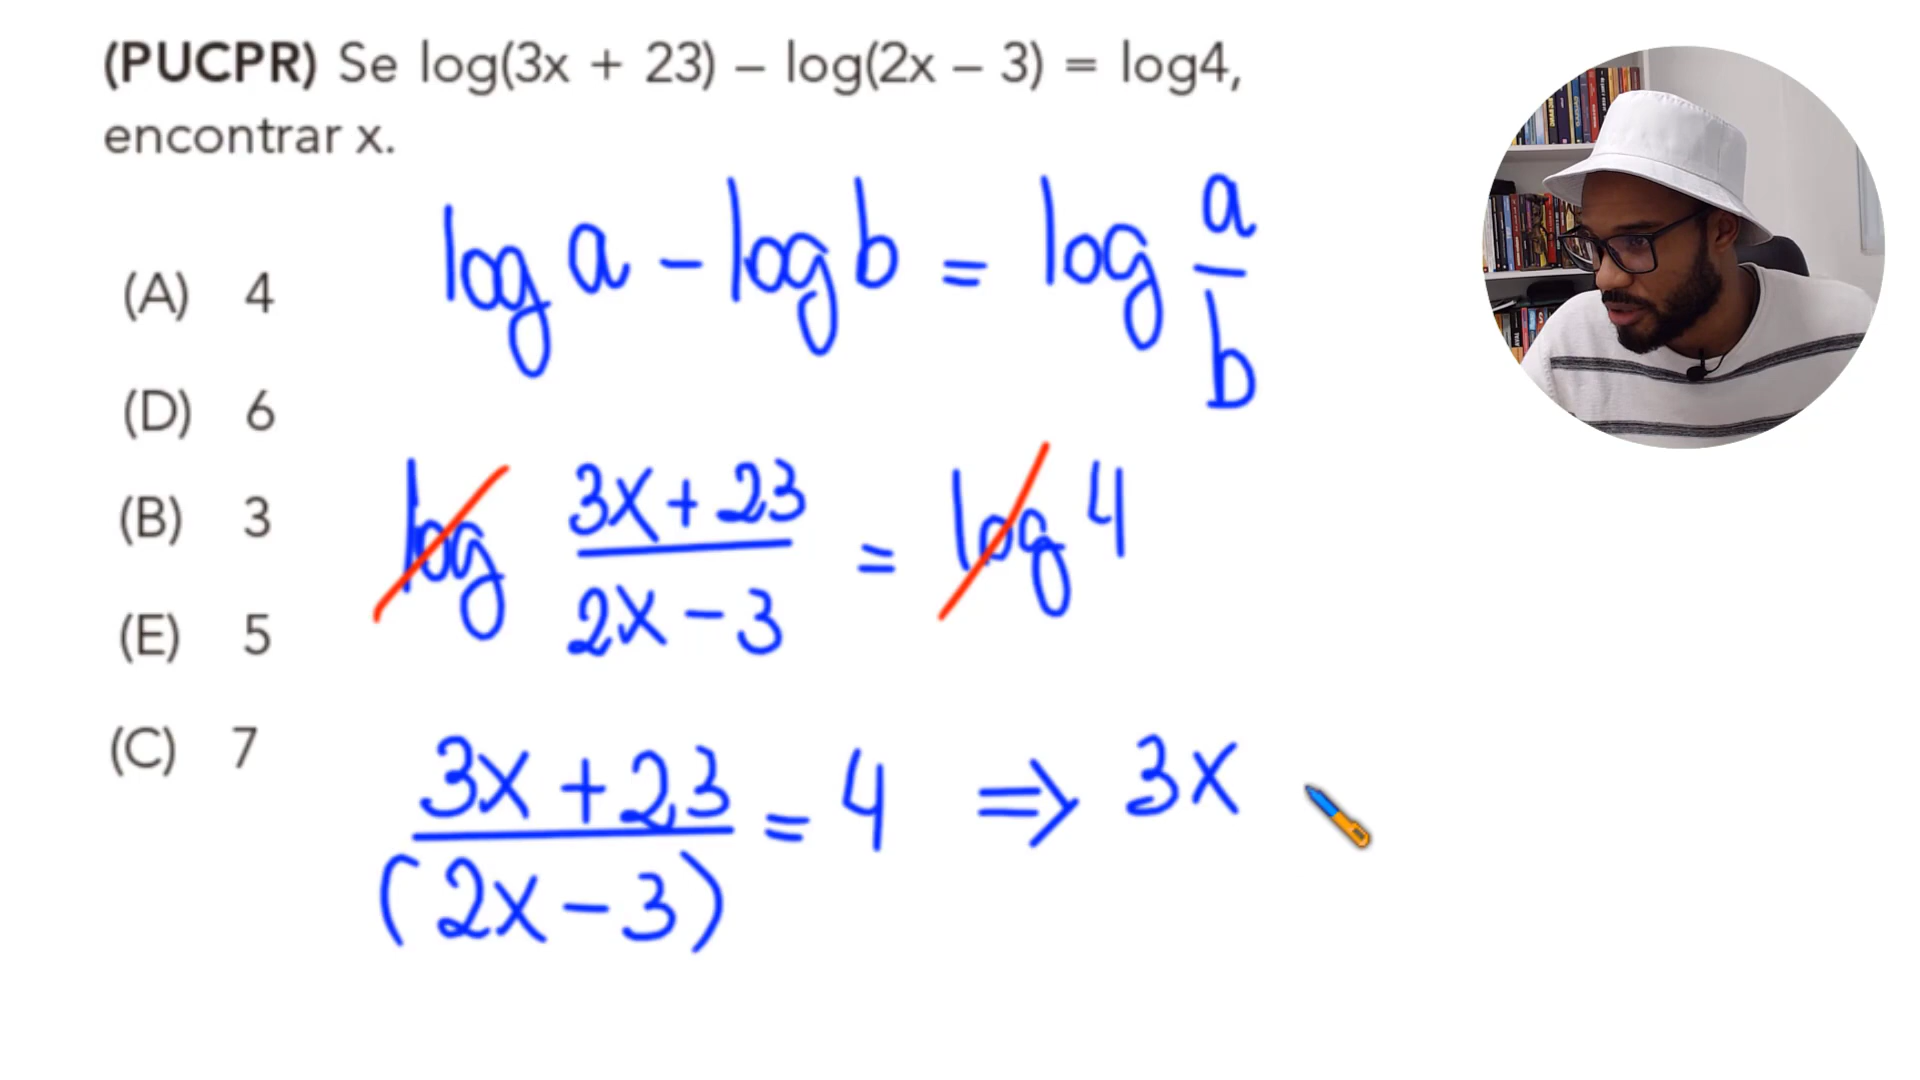 (PUCPR) Se log(3x + 23) – log(2x – 3) = log4,
encontrar x.
log a - log b = log a/b
(A) 4
(D) 6
(B) 3
(E) 5
(C) 7
log 3x+23/2x-3 = log 4
3x+23/(2x-3) = 4 ⇒ 3x